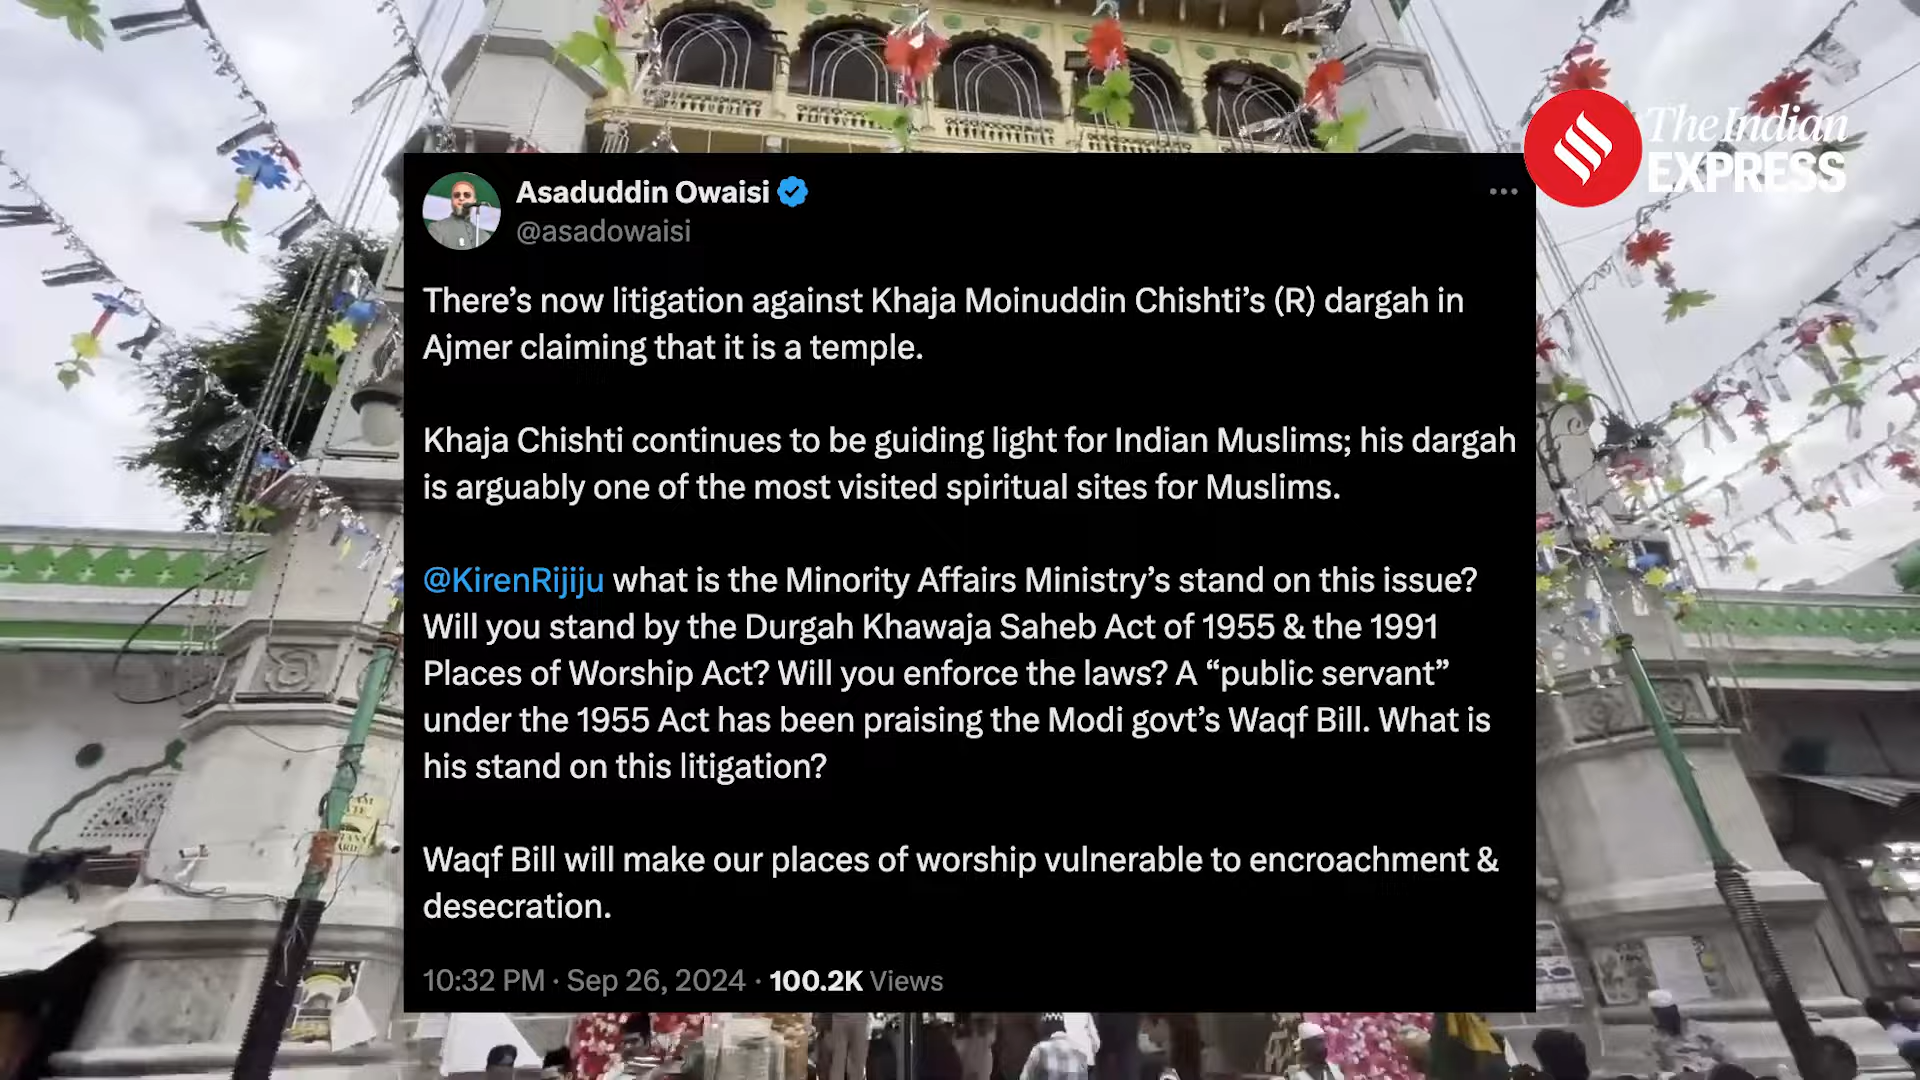 The Indian
EXPRESS
Asaduddin Owaisi
@asadowaisi
There’s now litigation against Khaja Moinuddin Chishti’s (R) dargah in
Ajmer claiming that it is a temple.
Khaja Chishti continues to be guiding light for Indian Muslims; his dargah
is arguably one of the most visited spiritual sites for Muslims.
@KirenRijiju what is the Minority Affairs Ministry’s stand on this issue?
Will you stand by the Durgah Khawaja Saheb Act of 1955 & the 1991
Places of Worship Act? Will you enforce the laws? A “public servant”
under the 1955 Act has been praising the Modi govt’s Waqf Bill. What is
his stand on this litigation?
Waqf Bill will make our places of worship vulnerable to encroachment &
desecration.
10:32 PM · Sep 26, 2024 · 100.2K Views